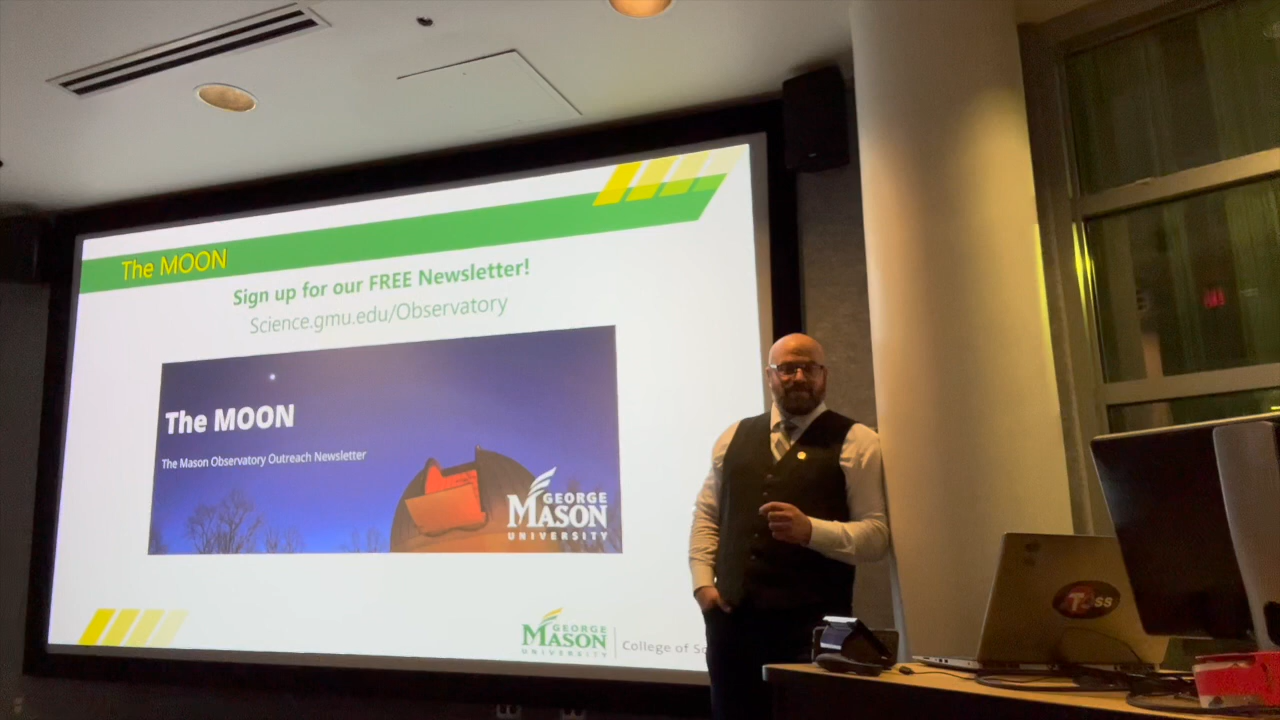 The MOON
Sign up for our FREE Newsletter!
Science.gmu.edu/Observatory
The MOON
The Mason Observatory Outreach Newsletter
GEORGE
MASON
UNIVERSITY
GEORGE
MASON
UNIVERSITY
College of